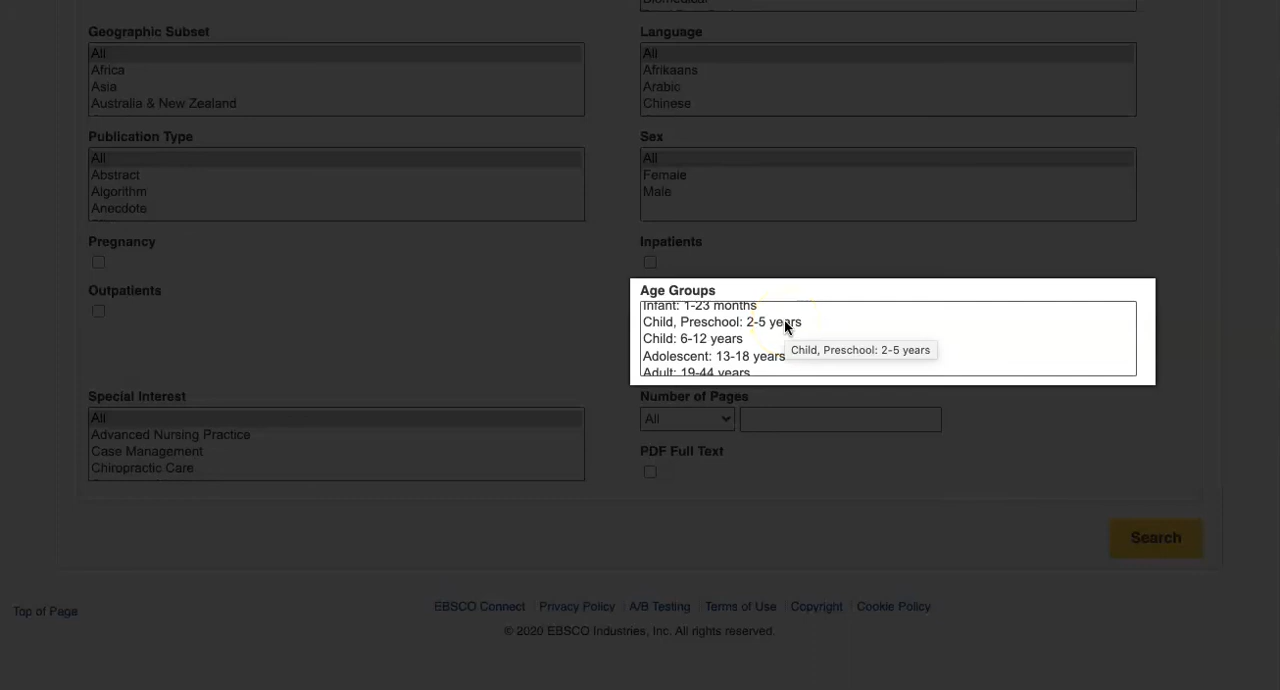 Geographic Subset
All
Africa
Asia
Australia & New Zealand
Language
All
Afrikaans
Arabic
Chinese
Publication Type
All
Abstract
Algorithm
Anecdote
Sex
All
Female
Male
Pregnancy
Inpatients
Outpatients
Age Groups
Infant: 1-23 months
Child, Preschool: 2-5 years
Child: 6-12 years
Adolescent: 13-18 years
Adult: 19-44 years
Child, Preschool: 2-5 years
Special Interest
All
Advanced Nursing Practice
Case Management
Chiropractic Care
Number of Pages
All
PDF Full Text
Search
Top of Page
EBSCO Connect Privacy Policy A/B Testing Terms of Use Copyright Cookie Policy
© 2020 EBSCO Industries, Inc. All rights reserved.